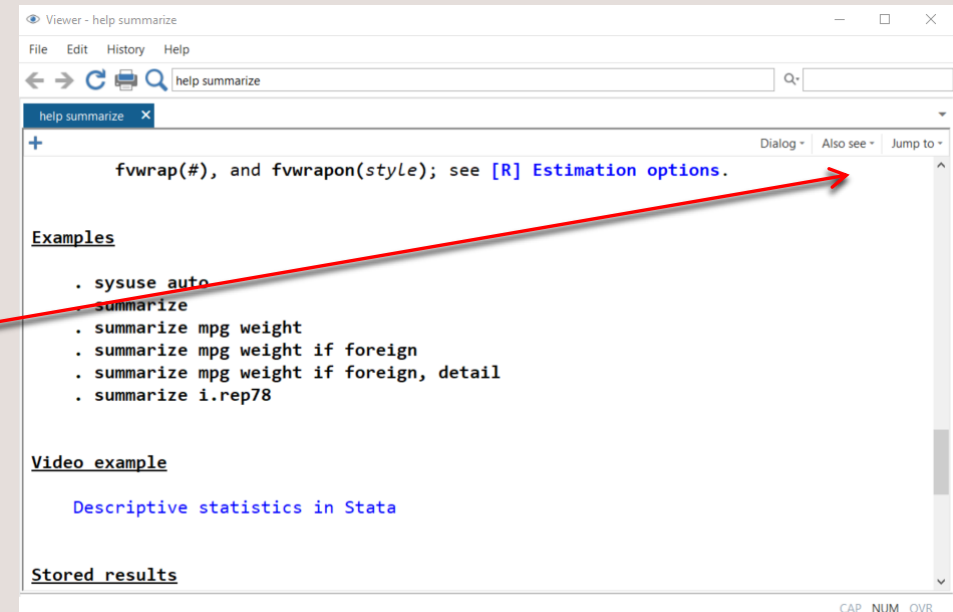 Viewer - help summarize
File Edit History Help
help summarize
help summarize
Dialog Also see Jump to
fvwrap(#), and fvwrapon(style); see [R] Estimation options.
Examples
. sysuse auto
. summarize
. summarize mpg weight
. summarize mpg weight if foreign
. summarize mpg weight if foreign, detail
. summarize i.rep78
Video example
Descriptive statistics in Stata
Stored results
CAP NUM OVR